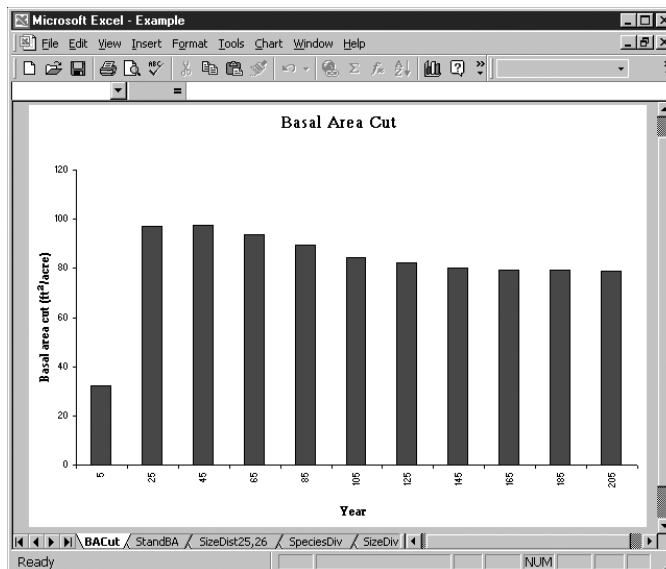 Microsoft Excel - Example
File Edit View Insert Format Tools Chart Window Help
=
Basal Area Cut
120
100
80
60
40
20
0
Basal area cut (ft²/acre)
5 25 45 65 85 105 125 145 165 185 205
Year
BACut StandBA SizeDist25,26 SpeciesDiv SizeDiv
Ready NUM